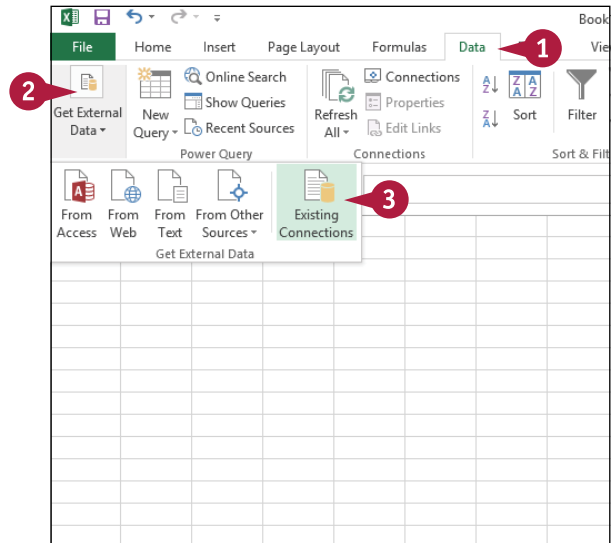 Book
File Home Insert Page Layout Formulas Data 1 Vie
2
Get External Data
New Query
Online Search
Show Queries
Recent Sources
Power Query
Refresh All
Connections
Properties
Edit Links
Connections
A Z
Z A
Z A A Z
Sort
Filter
Sort & Filt
From Access
From Web
From Text
From Other Sources
Existing Connections
3
Get External Data